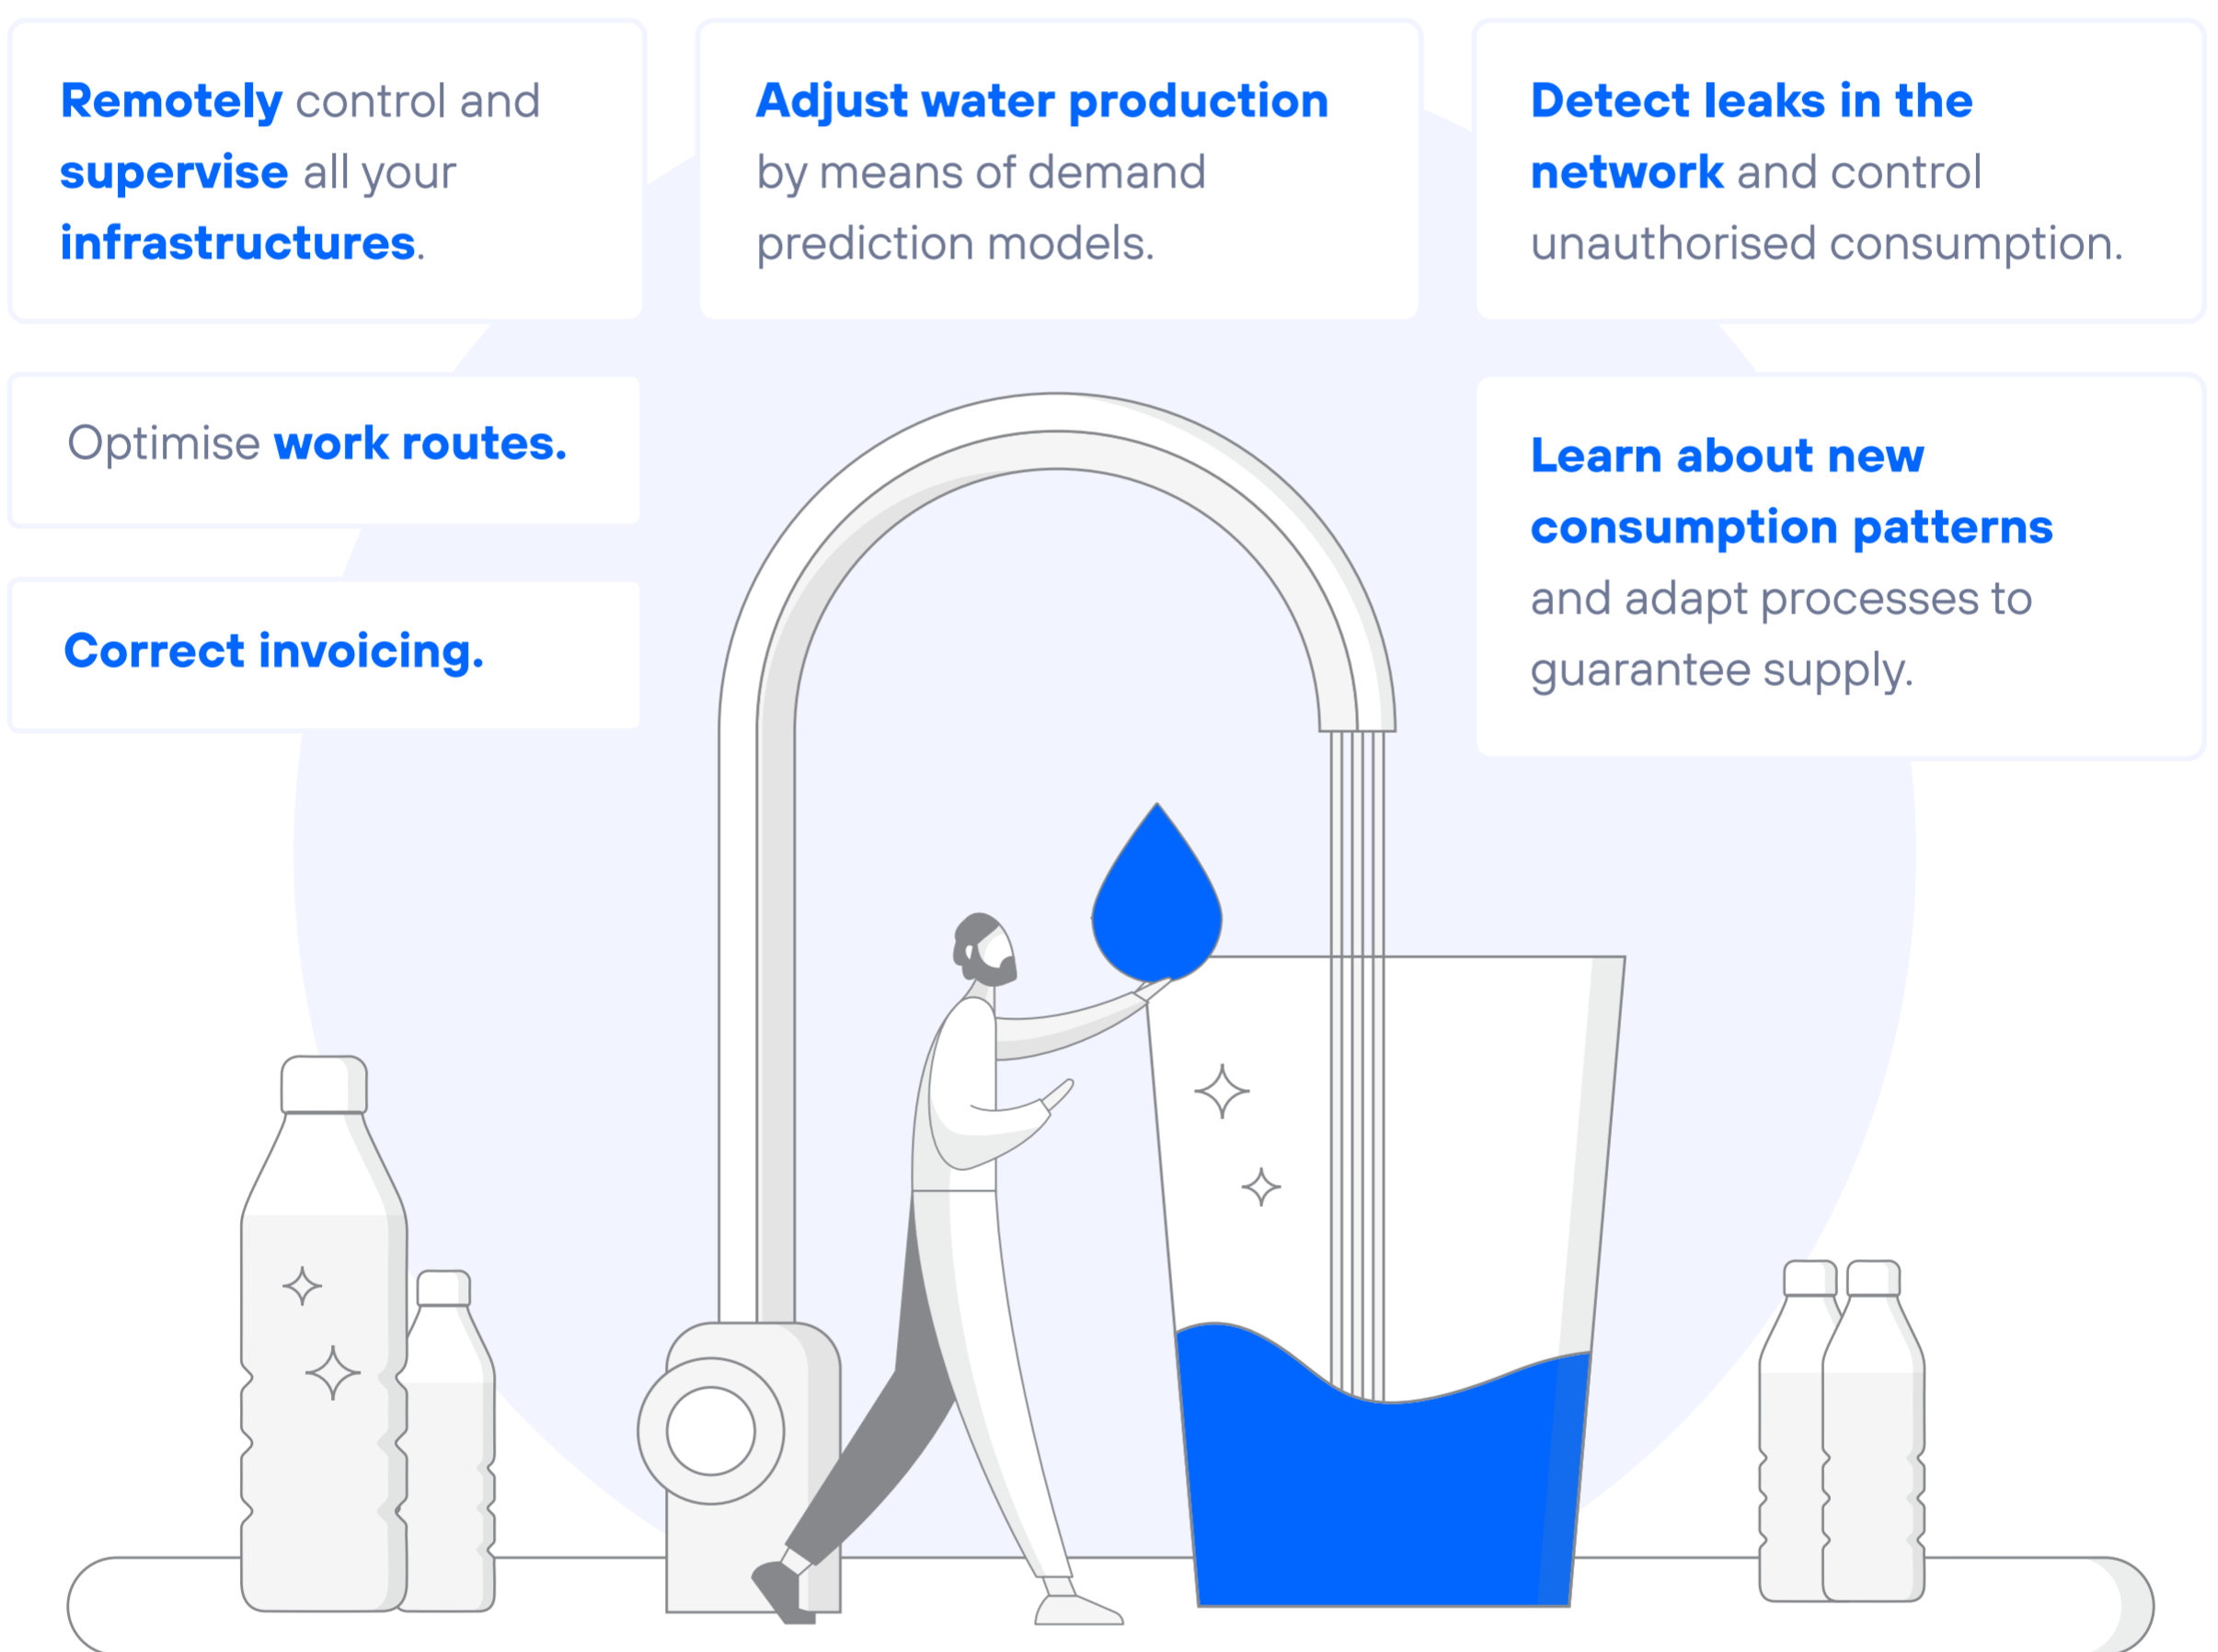 Remotely control and
supervise all your
infrastructures.
Adjust water production
by means of demand
prediction models.
Detect leaks in the
network and control
unauthorised consumption.
Optimise work routes.
Learn about new
consumption patterns
and adapt processes to
guarantee supply.
Correct invoicing.